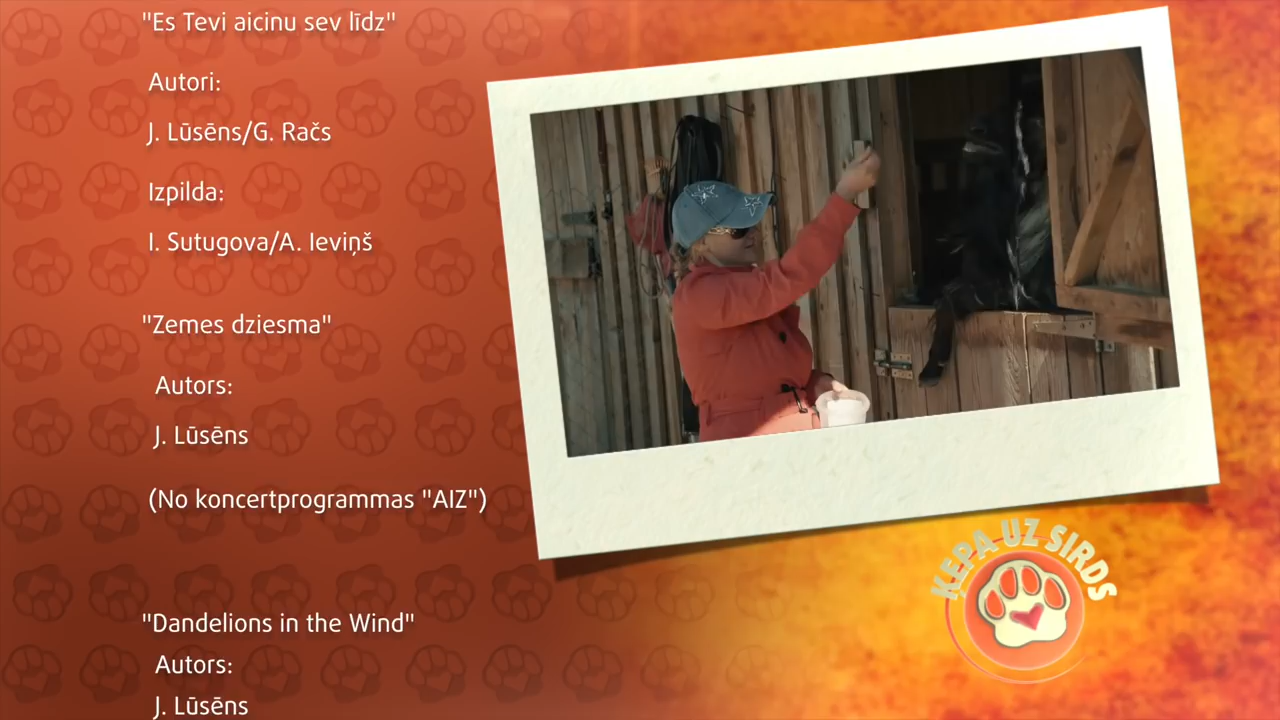 "Es Tevi aicinu sev līdz"
Autori:
J. Lūsēns/G. Račs
Izpilda:
I. Sutugova/A. Ieviņš
"Zemes dziesma"
Autors:
J. Lūsēns
(No koncertprogrammas "AIZ")
"Dandelions in the Wind"
Autors:
J. Lūsēns
ĶEPA UZ SIRDS